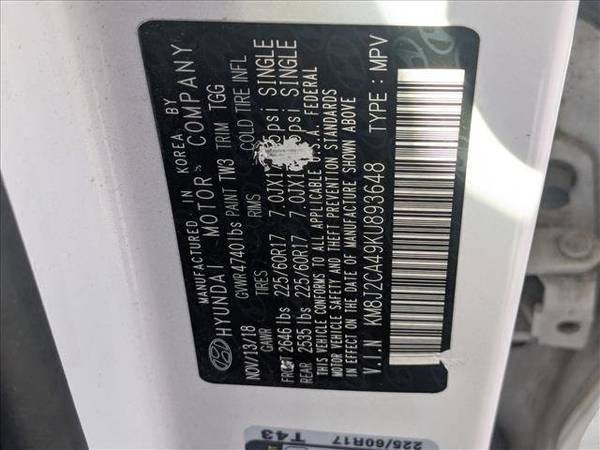 MANUFACTURED IN KOREA BY
HYUNDAI MOTOR COMPANY
NOV/13/18 GVWR 4740lbs PAINT TW3 TRIM TGG
GAWR TIRES RIMS COLD TIRE INFL
FRONT 2646 lbs 225/60R17 7.0JX17 psi SINGLE
REAR 2535 lbs 225/60R17 7.0JX17 psi SINGLE
THIS VEHICLE CONFORMS TO ALL APPLICABLE U.S.A. FEDERAL
MOTOR VEHICLE SAFETY AND THEFT PREVENTION STANDARDS
IN EFFECT ON THE DATE OF MANUFACTURE SHOWN ABOVE
V.I.N KM8J2CA49KU893648 TYPE : MPV
225/60R17
T43